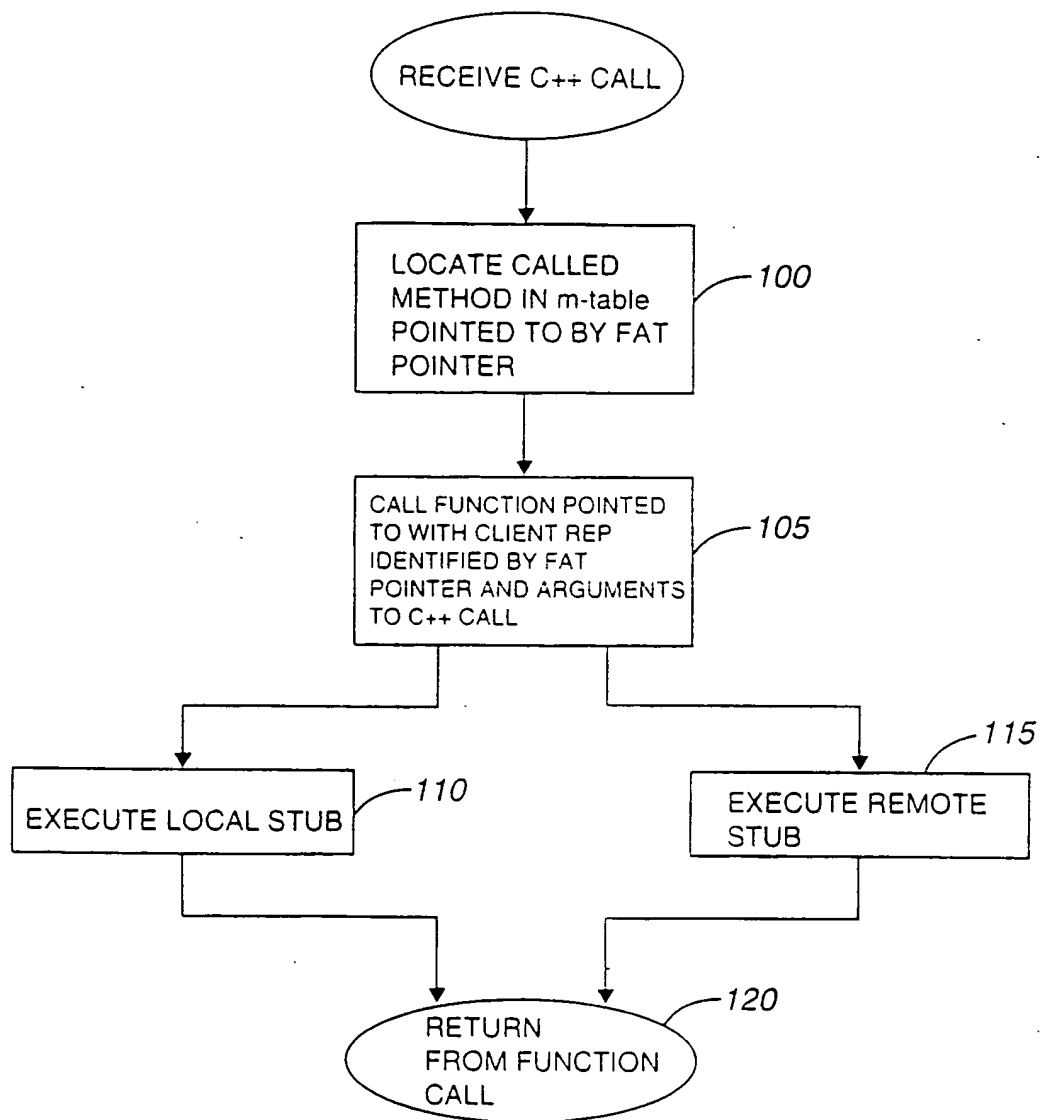 RECEIVE C++ CALL
LOCATE CALLED
METHOD IN m-table
POINTED TO BY FAT
POINTER
100
CALL FUNCTION POINTED
TO WITH CLIENT REP
IDENTIFIED BY FAT
POINTER AND ARGUMENTS
TO C++ CALL
105
EXECUTE LOCAL STUB
110
EXECUTE REMOTE
STUB
115
RETURN
FROM FUNCTION
CALL
120